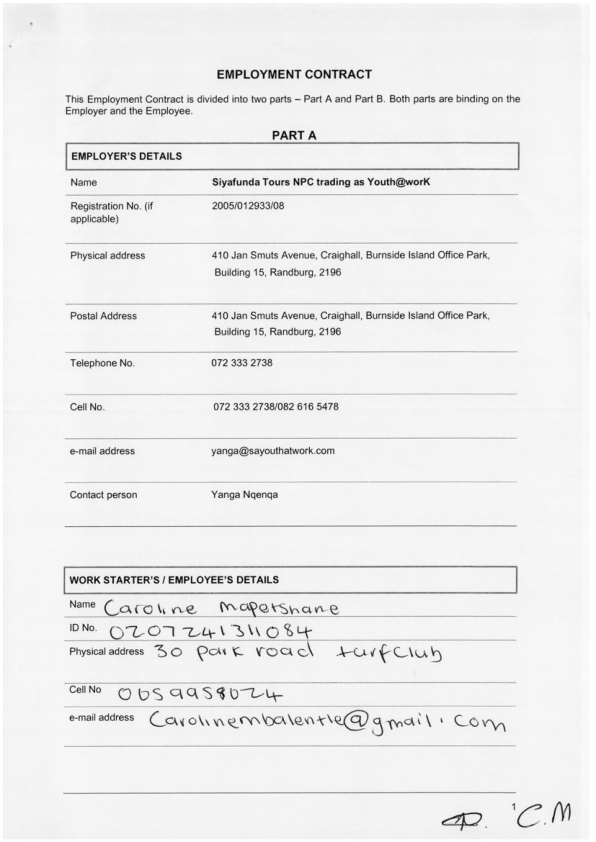 EMPLOYMENT CONTRACT
This Employment Contract is divided into two parts – Part A and Part B. Both parts are binding on the
Employer and the Employee.
PART A
EMPLOYER'S DETAILS
Name Siyafunda Tours NPC trading as Youth@worK
Registration No. (if 2005/012933/08
applicable)
Physical address 410 Jan Smuts Avenue, Craighall, Burnside Island Office Park,
Building 15, Randburg, 2196
Postal Address 410 Jan Smuts Avenue, Craighall, Burnside Island Office Park,
Building 15, Randburg, 2196
Telephone No. 072 333 2738
Cell No. 072 333 2738/082 616 5478
e-mail address yanga@sayouthatwork.com
Contact person Yanga Nqenqa
WORK STARTER'S / EMPLOYEE'S DETAILS
Name Caroline Mapetshane
ID No. 0207241311084
Physical address 30 Park road turfClub
Cell No 0659958024
e-mail address Carolinembalentle@gmail.com
1 C.M